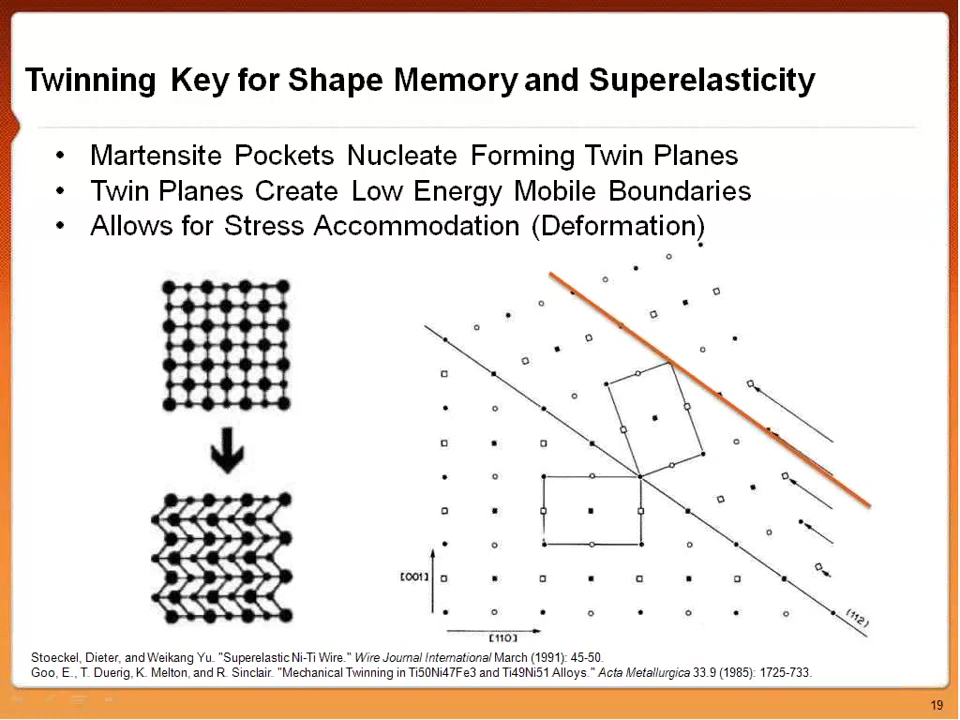 Twinning Key for Shape Memory and Superelasticity
• Martensite Pockets Nucleate Forming Twin Planes
• Twin Planes Create Low Energy Mobile Boundaries
• Allows for Stress Accommodation (Deformation)
[001]
[110]
(112)
Stoeckel, Dieter, and Weikang Yu. "Superelastic Ni-Ti Wire." Wire Journal International March (1991): 45-50.
Goo, E., T. Duerig, K. Melton, and R. Sinclair. "Mechanical Twinning in Ti50Ni47Fe3 and Ti49Ni51 Alloys." Acta Metallurgica 33.9 (1985): 1725-733.
19